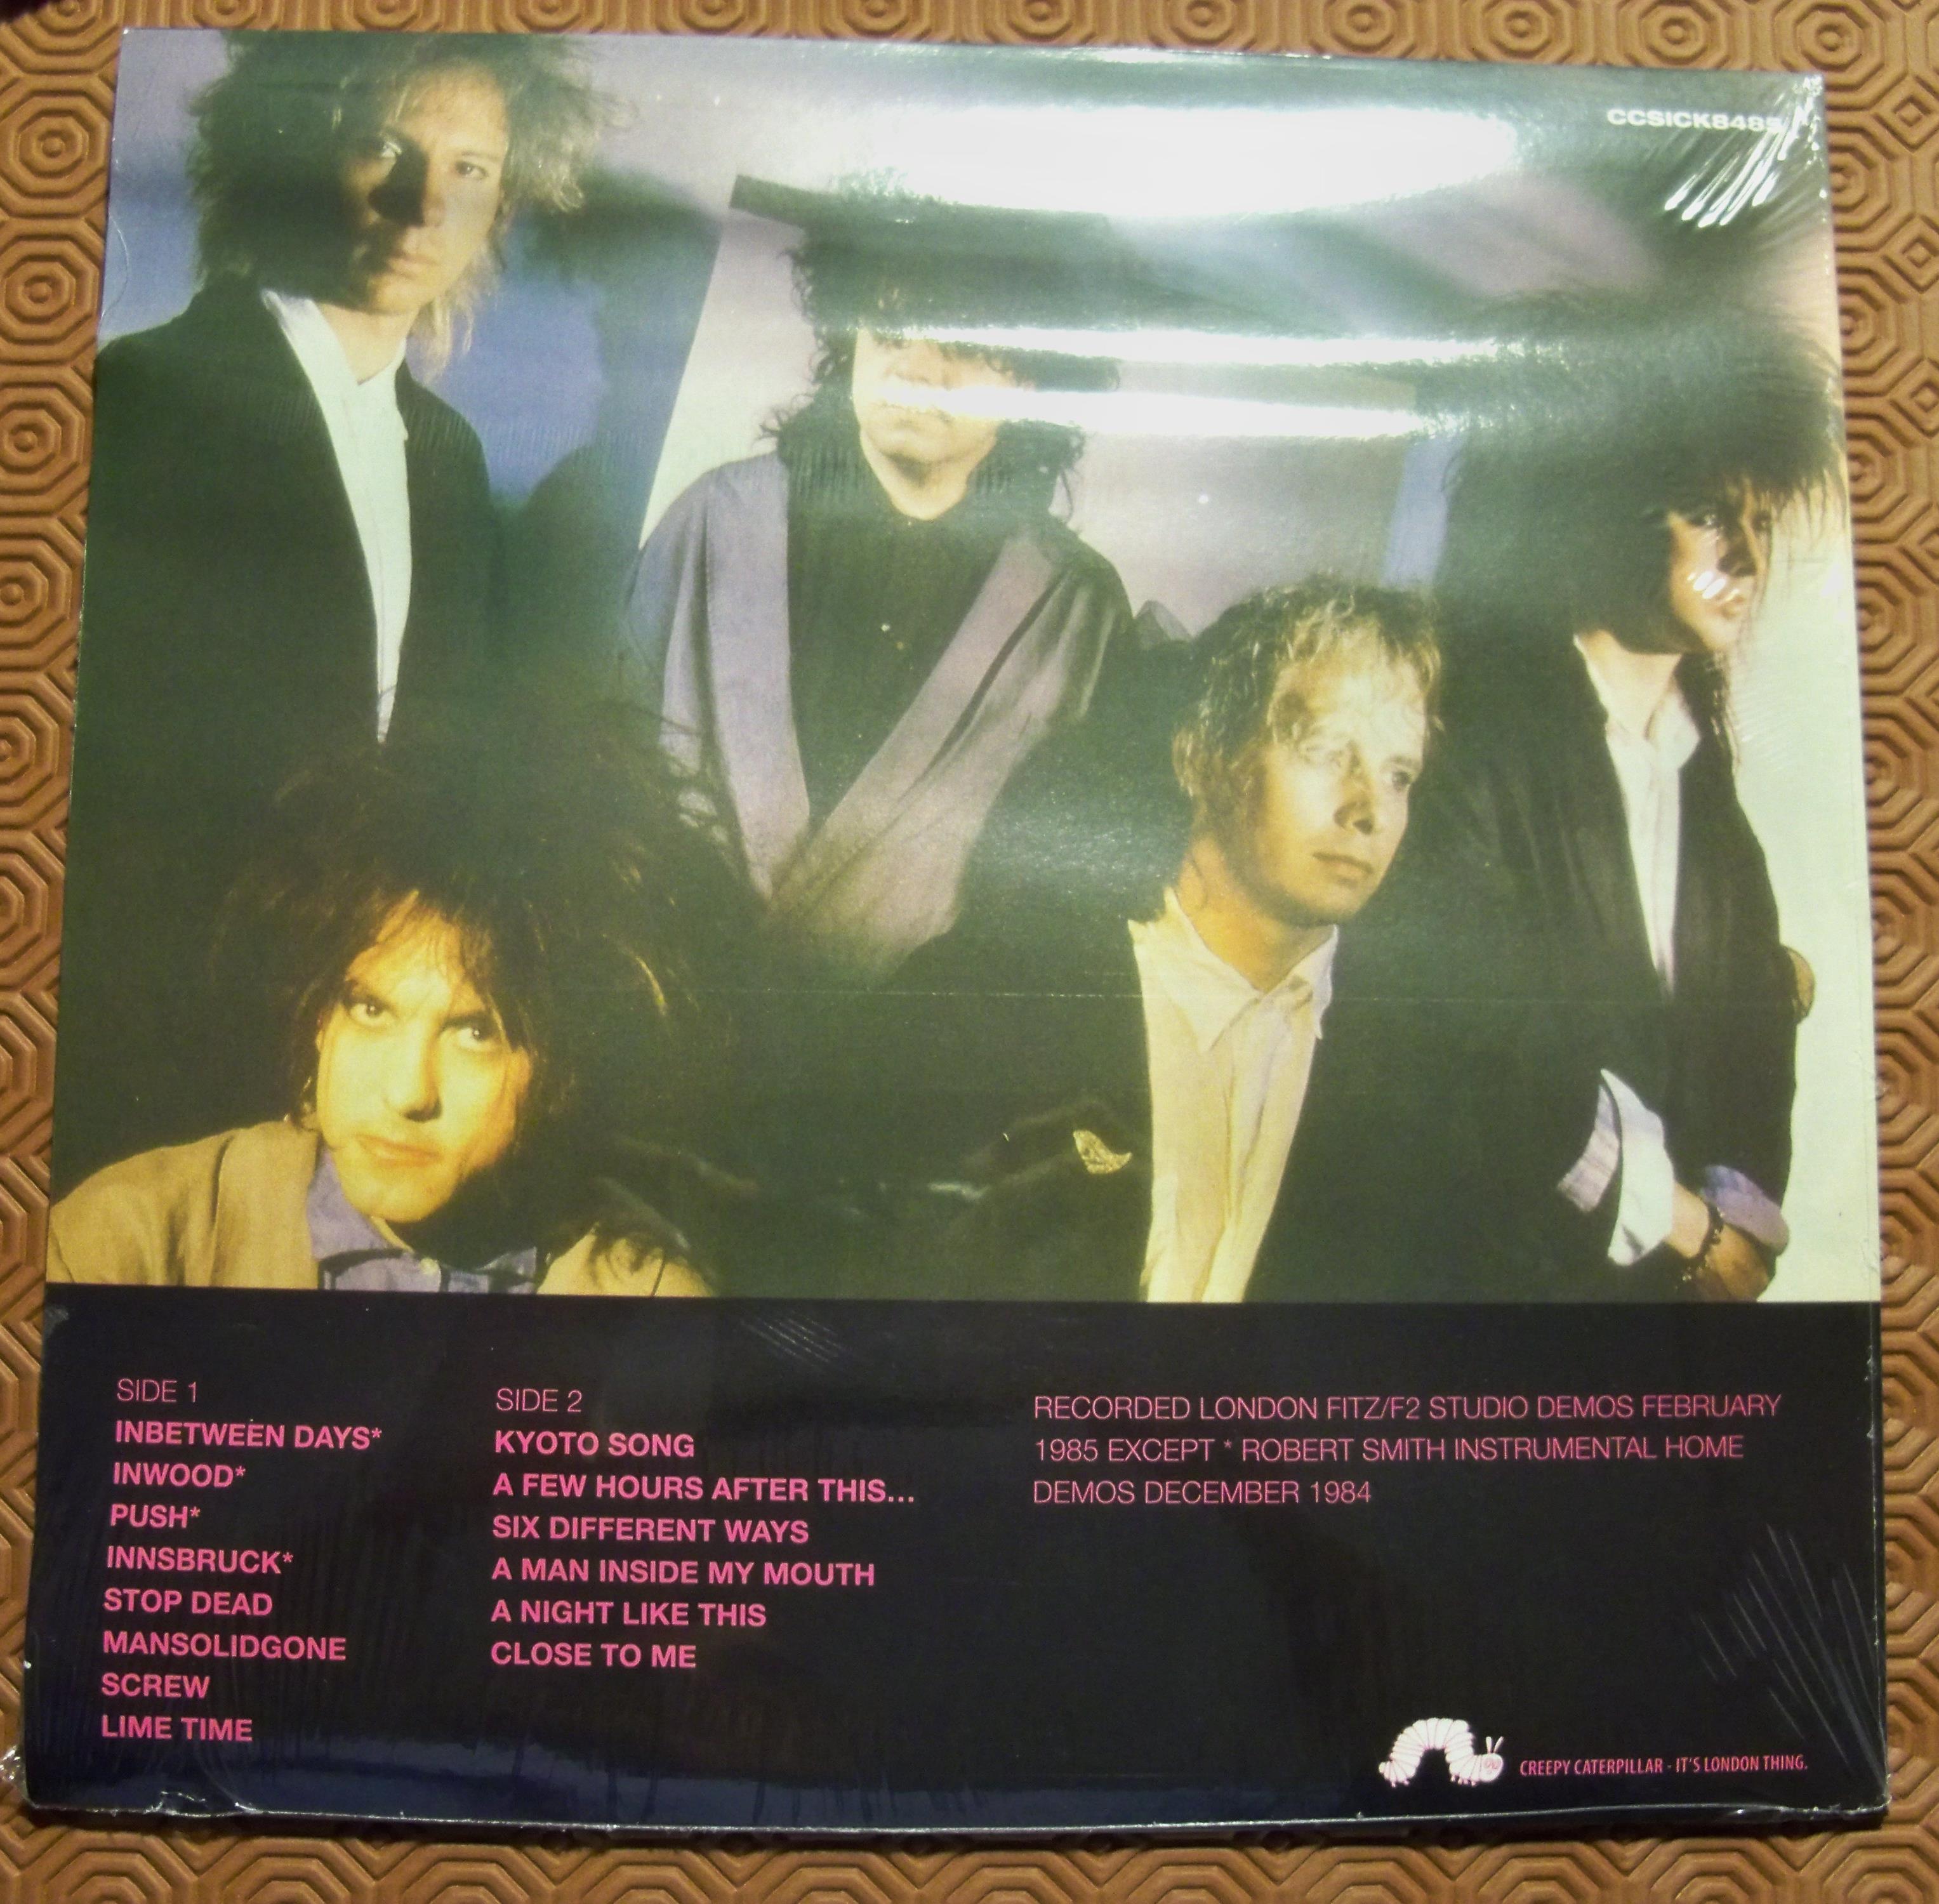 SIDE 1
INBETWEEN DAYS*
INWOOD*
PUSH*
INNSBRUCK*
STOP DEAD
MANSOLIDGONE
SCREW
LIME TIME
SIDE 2
KYOTO SONG
A FEW HOURS AFTER THIS...
SIX DIFFERENT WAYS
A MAN INSIDE MY MOUTH
A NIGHT LIKE THIS
CLOSE TO ME
RECORDED LONDON FITZ/F2 STUDIO DEMOS FEBRUARY
1985 EXCEPT * ROBERT SMITH INSTRUMENTAL HOME
DEMOS DECEMBER 1984
CREEPY CATERPILLAR - IT'S LONDON THING.